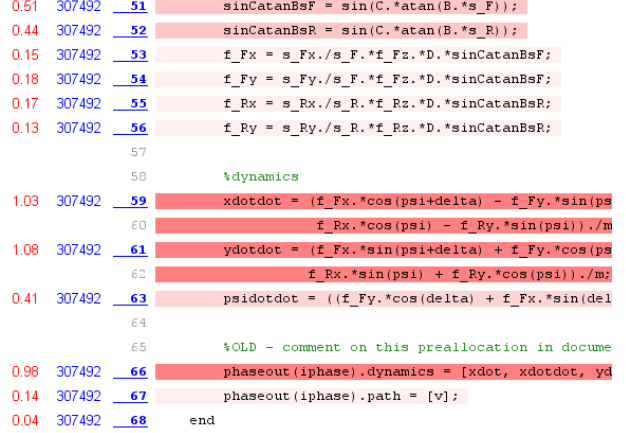 0.51 307492 51 sinCatanBsF = sin(C.*atan(B.*s_F));
0.44 307492 52 sinCatanBsR = sin(C.*atan(B.*s_R));
0.15 307492 53 f_Fx = s_Fx./s_F.*f_Fz.*D.*sinCatanBsF;
0.18 307492 54 f_Fy = s_Fy./s_F.*f_Fz.*D.*sinCatanBsF;
0.17 307492 55 f_Rx = s_Rx./s_R.*f_Rz.*D.*sinCatanBsR;
0.13 307492 56 f_Ry = s_Ry./s_R.*f_Rz.*D.*sinCatanBsR;
57
58 %dynamics
1.03 307492 59 xdotdot = (f_Fx.*cos(psi+delta) - f_Fy.*sin(ps
60 f_Rx.*cos(psi) - f_Ry.*sin(psi))./m
1.08 307492 61 ydotdot = (f_Fx.*sin(psi+delta) + f_Fy.*cos(ps
62 f_Rx.*sin(psi) + f_Ry.*cos(psi))./m;
0.41 307492 63 psidotdot = ((f_Fy.*cos(delta) + f_Fx.*sin(del
64
65 %OLD - comment on this preallocation in docume
0.98 307492 66 phaseout(iphase).dynamics = [xdot, xdotdot, yd
0.14 307492 67 phaseout(iphase).path = [v];
0.04 307492 68 end